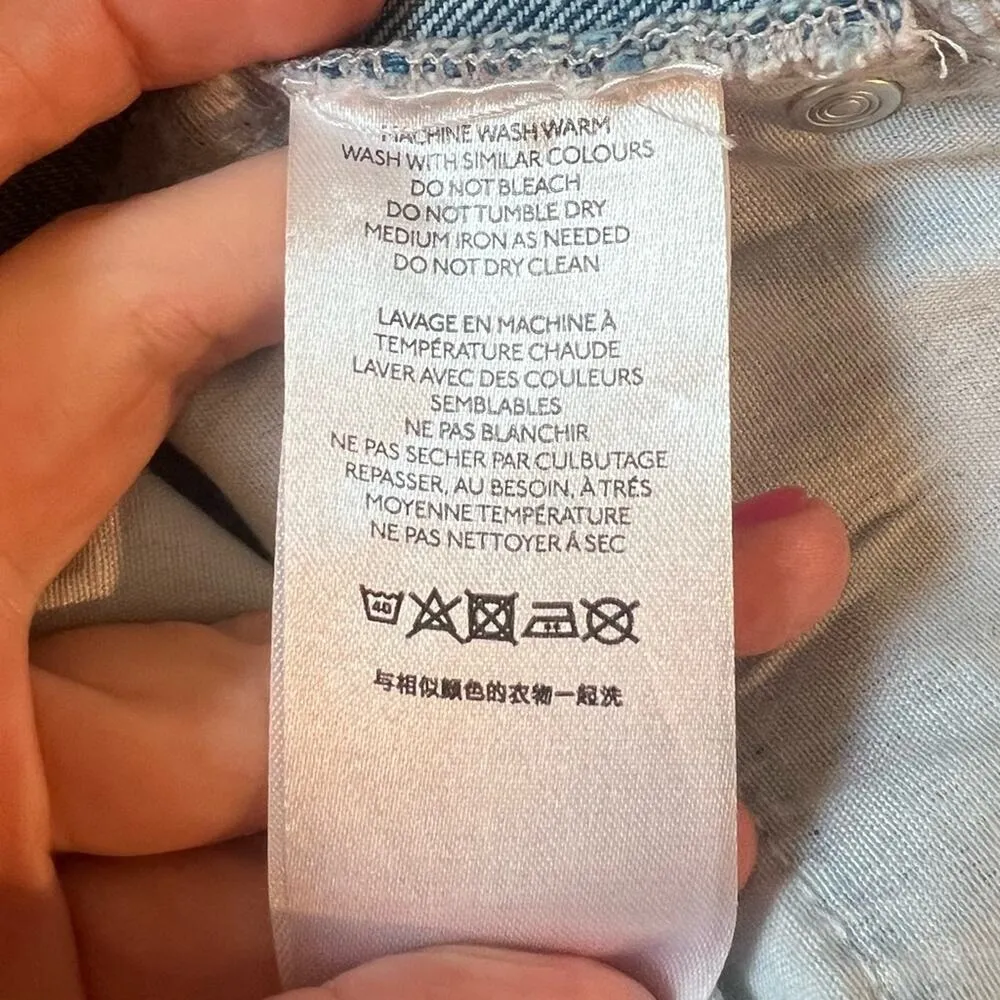 MACHINE WASH WARM
WASH WITH SIMILAR COLOURS
DO NOT BLEACH
DO NOT TUMBLE DRY
MEDIUM IRON AS NEEDED
DO NOT DRY CLEAN
LAVAGE EN MACHINE À
TEMPÉRATURE CHAUDE
LAVER AVEC DES COULEURS
SEMBLABLES
NE PAS BLANCHIR
NE PAS SECHER PAR CULBUTAGE
REPASSER, AU BESOIN, À TRÉS
MOYENNE TEMPÉRATURE
NE PAS NETTOYER À SEC
40
与相似顏色的衣物一起洗